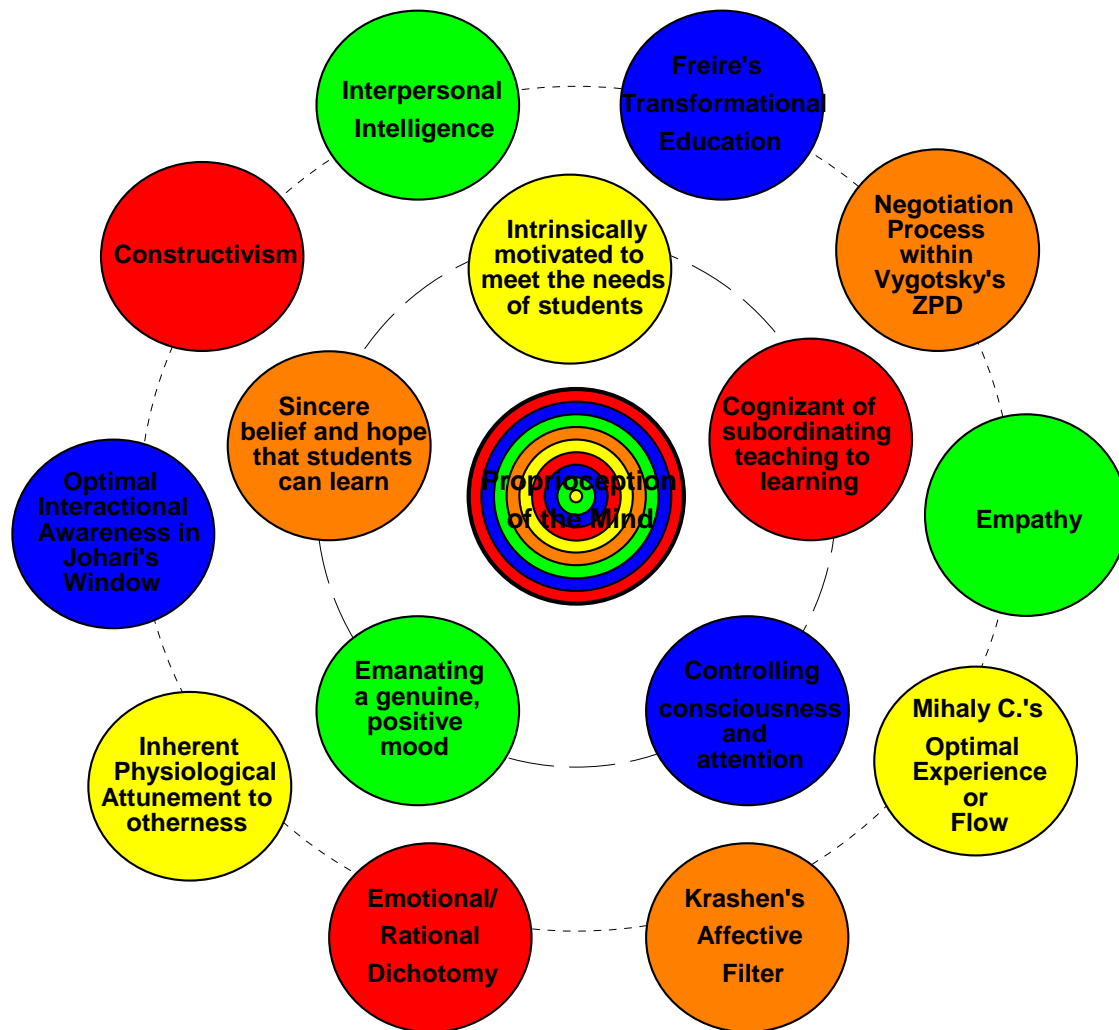 Interpersonal
Intelligence
Freire's
Transformational
Education
Negotiation
Process
within
Vygotsky's
ZPD
Constructivism
Intrinsically
motivated to
meet the needs
of students
Sincere
belief and hope
that students
can learn
Cognizant of
subordinating
teaching to
learning
Proprioception
of the Mind
Optimal
Interactional
Awareness in
Johari's
Window
Empathy
Emanating
a genuine,
positive
mood
Controlling
consciousness
and
attention
Inherent
Physiological
Attunement to
otherness
Mihaly C.'s
Optimal
Experience
or
Flow
Emotional/
Rational
Dichotomy
Krashen's
Affective
Filter